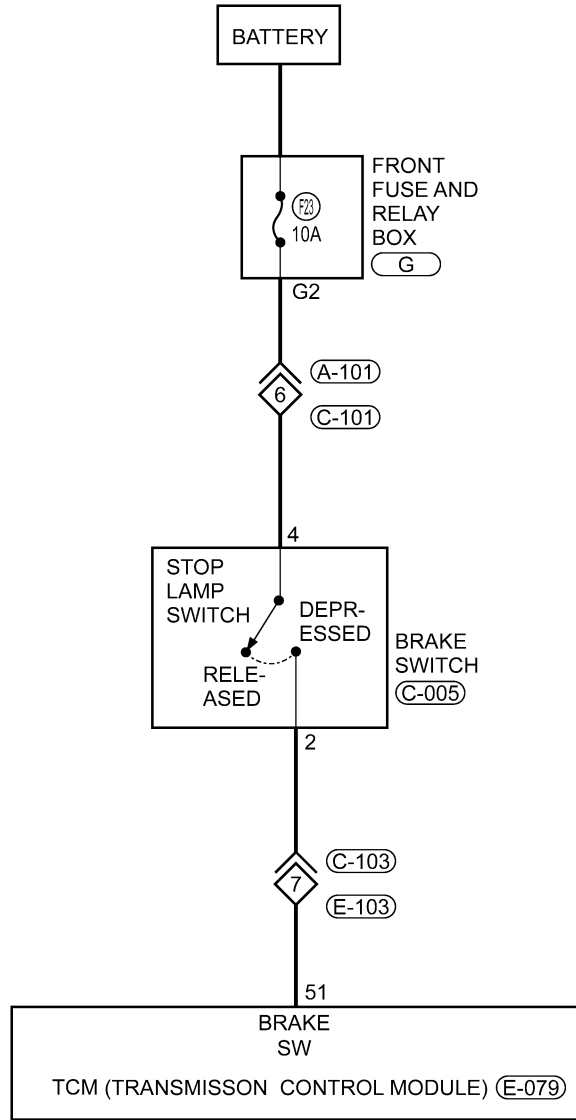 BATTERY
FRONT
FUSE AND
RELAY
BOX
G
F23
10A
G2
A-101
6
C-101
4
STOP
LAMP
SWITCH
DEPR-
ESSED
RELE-
ASED
BRAKE
SWITCH
C-005
2
C-103
7
E-103
51
BRAKE
SW
TCM (TRANSMISSON CONTROL MODULE) E-079